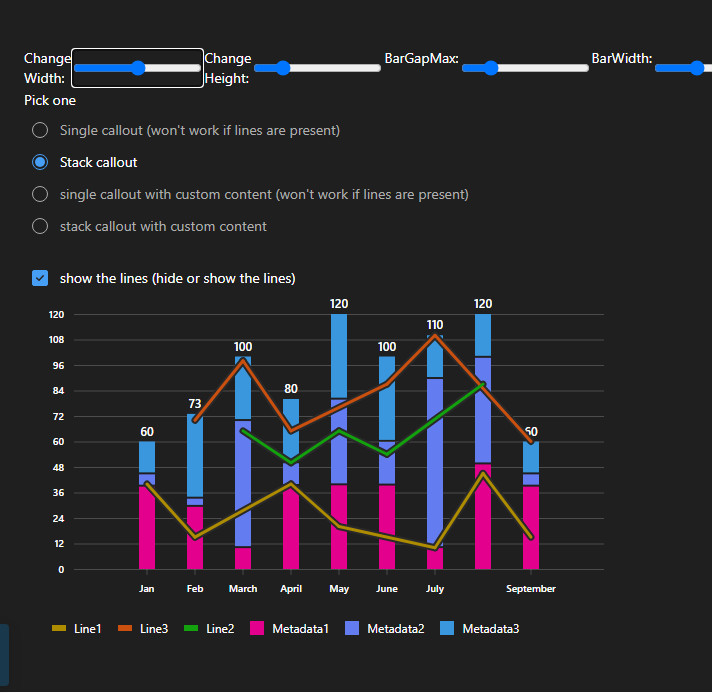 Change Width:
Change Height:
BarGapMax:
BarWidth:
Pick one
Single callout (won't work if lines are present)
Stack callout
single callout with custom content (won't work if lines are present)
stack callout with custom content
show the lines (hide or show the lines)
120
108
96
84
72
60
48
36
24
12
0
60
73
100
80
120
100
110
120
60
Jan Feb March April May June July September
Line1 Line3 Line2 Metadata1 Metadata2 Metadata3